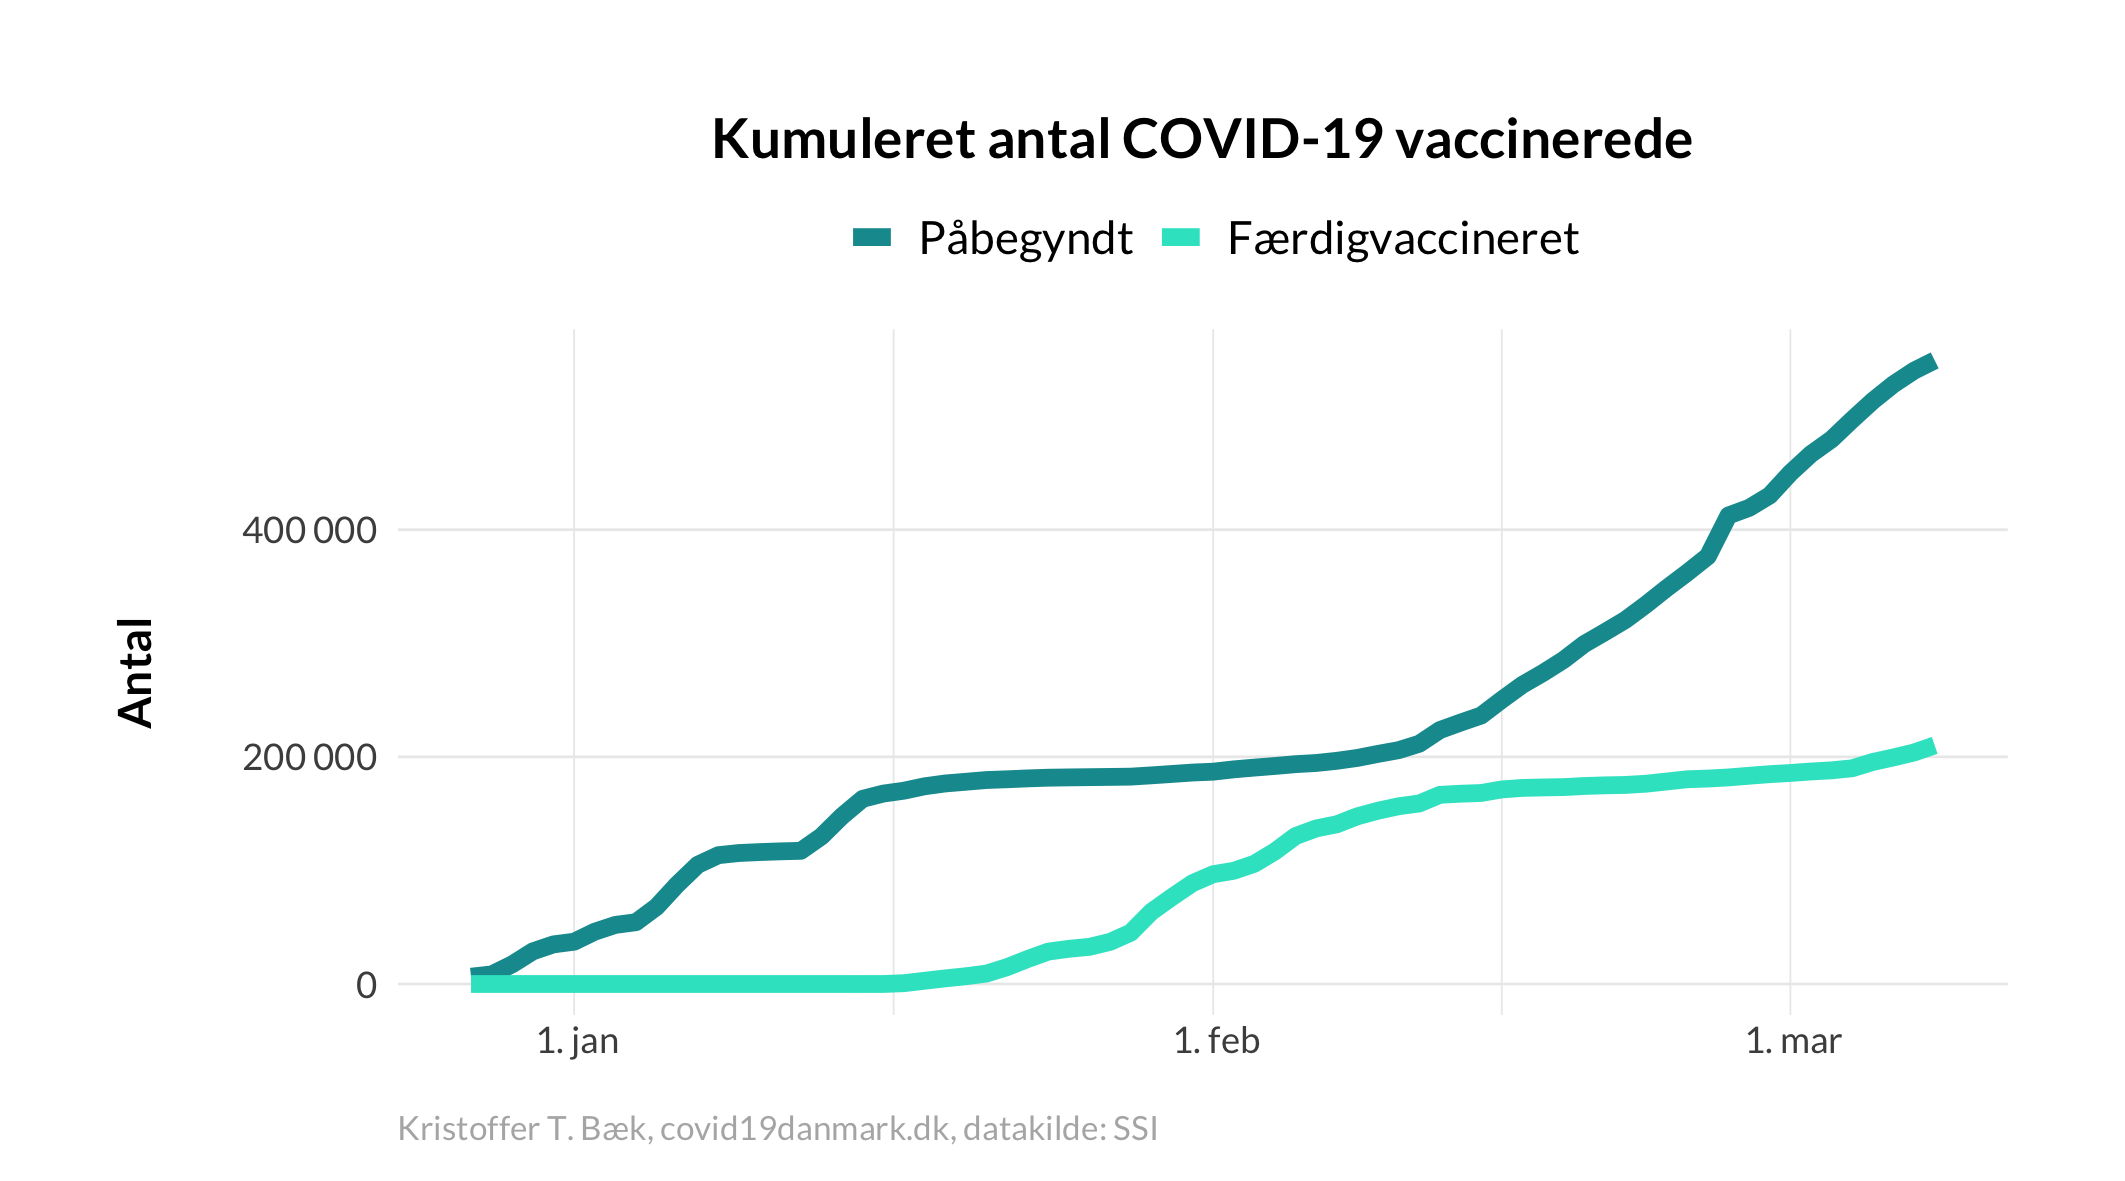 Kumuleret antal COVID-19 vaccinerede
Påbegyndt
Færdigvaccineret
Antal
400 000
200 000
0
1. jan
1. feb
1. mar
Kristoffer T. Bæk, covid19danmark.dk, datakilde: SSI